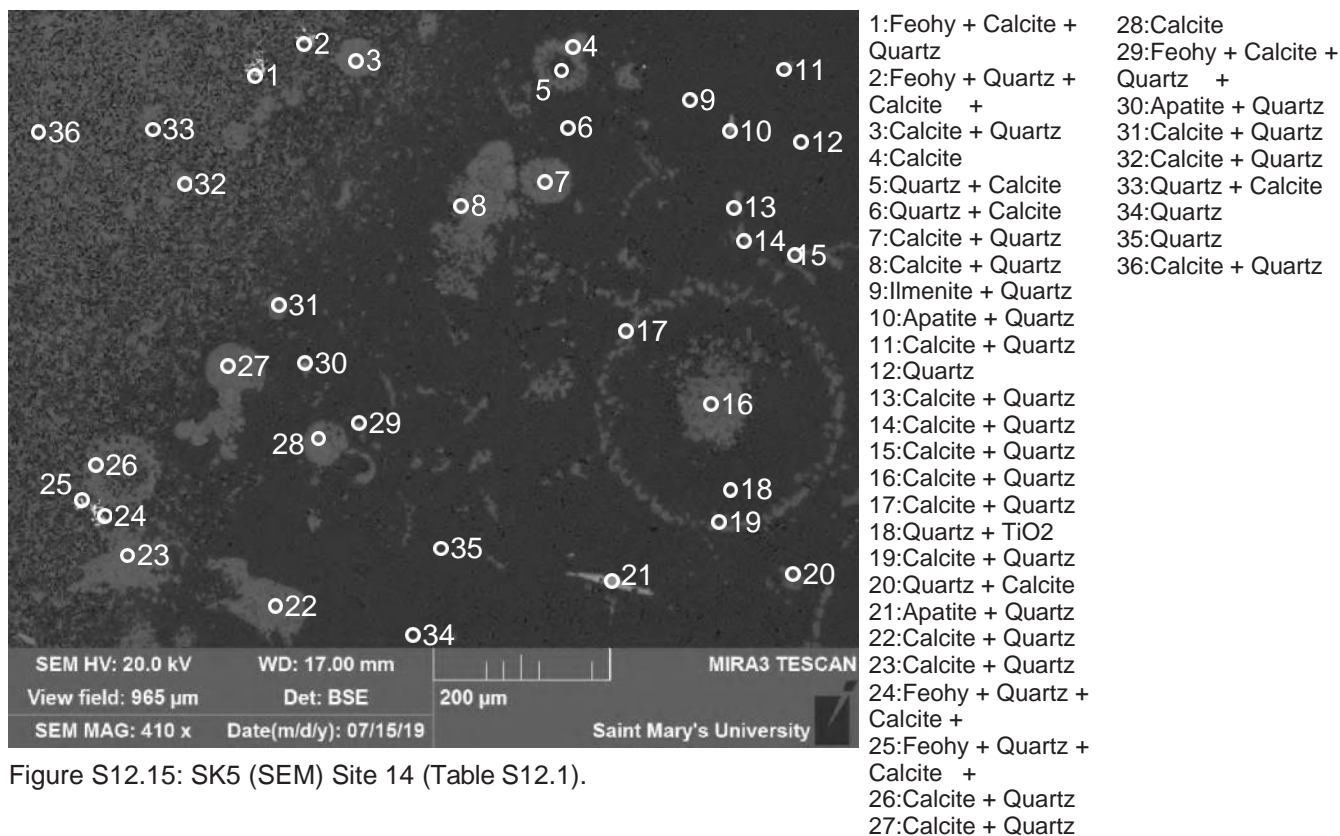 1
2
3
4
5
6
7
8
9
10
11
12
13
14
15
16
17
18
19
20
21
22
23
24
25
26
27
28
29
30
31
32
33
34
35
36
SEM HV: 20.0 kV WD: 17.00 mm MIRA3 TESCAN
View field: 965 µm Det: BSE 200 µm
SEM MAG: 410 x Date(m/d/y): 07/15/19 Saint Mary's University
Figure S12.15: SK5 (SEM) Site 14 (Table S12.1).
1:Feohy + Calcite +
Quartz
2:Feohy + Quartz +
Calcite +
3:Calcite + Quartz
4:Calcite
5:Quartz + Calcite
6:Quartz + Calcite
7:Calcite + Quartz
8:Calcite + Quartz
9:Ilmenite + Quartz
10:Apatite + Quartz
11:Calcite + Quartz
12:Quartz
13:Calcite + Quartz
14:Calcite + Quartz
15:Calcite + Quartz
16:Calcite + Quartz
17:Calcite + Quartz
18:Quartz + TiO2
19:Calcite + Quartz
20:Quartz + Calcite
21:Apatite + Quartz
22:Calcite + Quartz
23:Calcite + Quartz
24:Feohy + Quartz +
Calcite +
25:Feohy + Quartz +
Calcite +
26:Calcite + Quartz
27:Calcite + Quartz
28:Calcite
29:Feohy + Calcite +
Quartz +
30:Apatite + Quartz
31:Calcite + Quartz
32:Calcite + Quartz
33:Quartz + Calcite
34:Quartz
35:Quartz
36:Calcite + Quartz